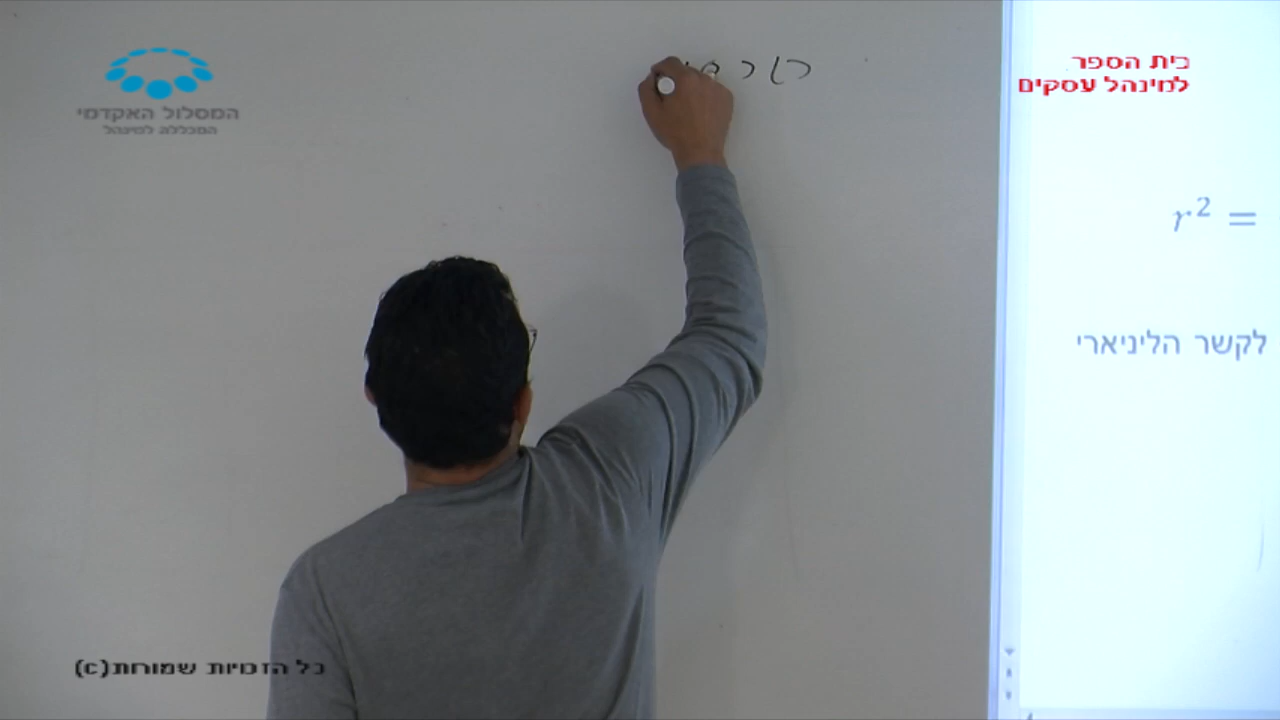 המסלול האקדמי
המכללה למינהל
בית הספר
למינהל עסקים
r² =
לקשר הליניארי
כל הזכויות שמורות(c)